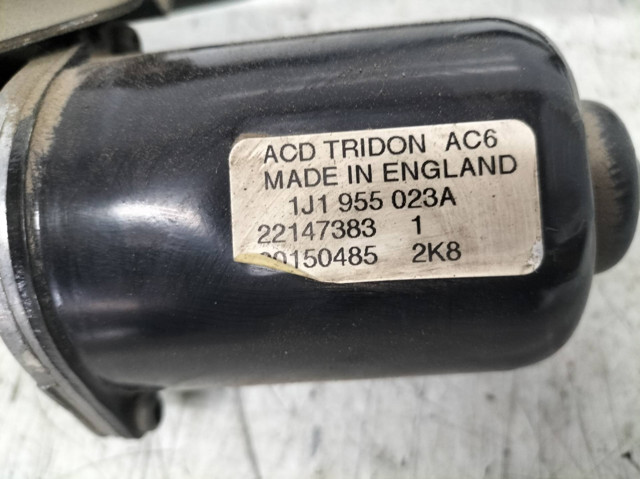 ACD TRIDON AC6
MADE IN ENGLAND
1J1 955 023A
22147383 1
2K8